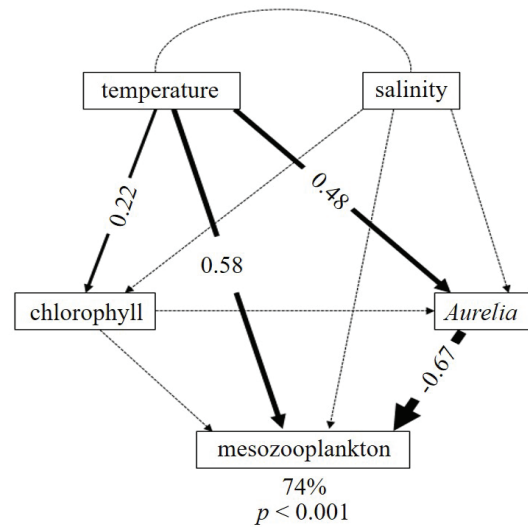 temperature
salinity
0.22
0.58
0.48
chlorophyll
Aurelia
-0.67
mesozooplankton
74%
p < 0.001